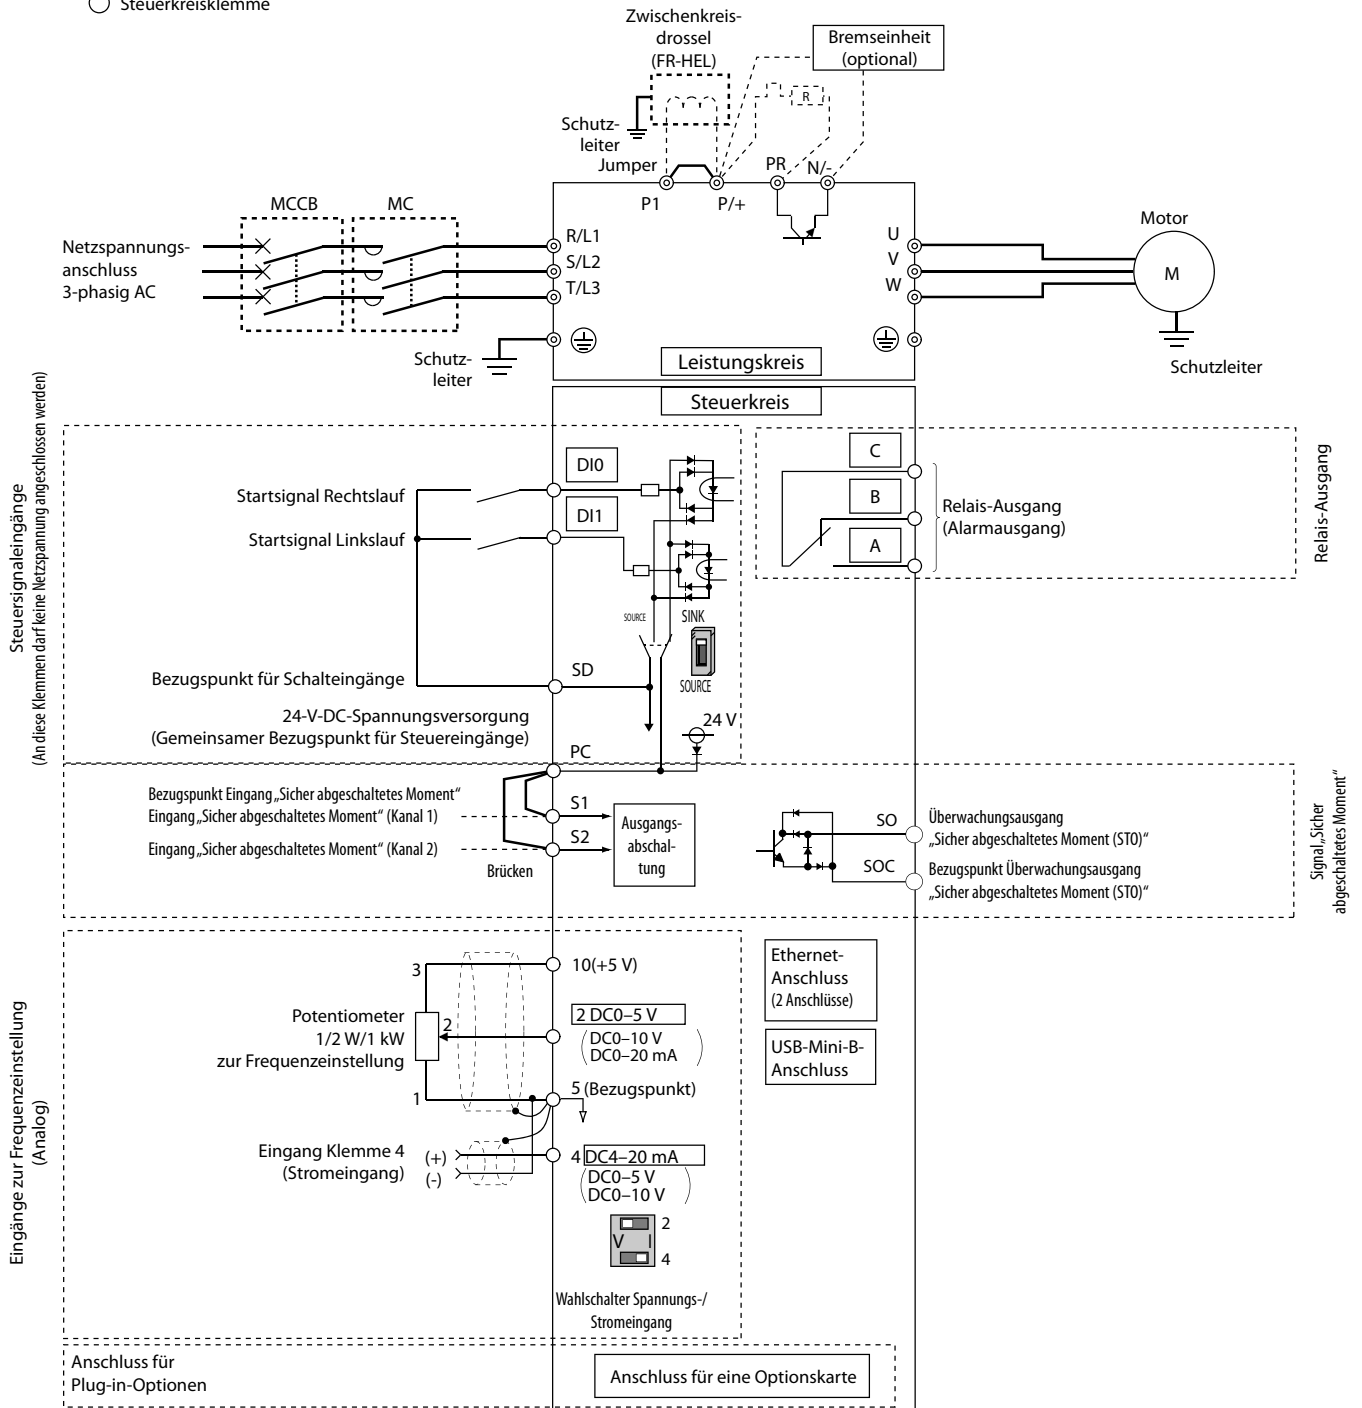 Steuerkreisklemme
Zwischenkreis-
drossel
(FR-HEL)
Bremseinheit
(optional)
R
Schutz-
leiter
Jumper
PR
N/-
P1
P/+
MCCB
MC
Netzspannungs-
anschluss
3-phasig AC
R/L1
S/L2
T/L3
U
V
W
Motor
M
Schutz-
leiter
Leistungskreis
Schutzleiter
Steuerkreis
Steuersignaleingänge
(An diese Klemmen darf keine Netzspannung angeschlossen werden)
DI0
Startsignal Rechtslauf
DI1
Startsignal Linkslauf
SOURCE
SINK
SOURCE
SD
Bezugspunkt für Schalteingänge
24-V-DC-Spannungsversorgung
(Gemeinsamer Bezugspunkt für Steuereingänge)
24 V
PC
C
B
A
Relais-Ausgang
(Alarmausgang)
Relais-Ausgang
Bezugspunkt Eingang „Sicher abgeschaltetes Moment“
Eingang „Sicher abgeschaltetes Moment“ (Kanal 1)
S1
Eingang „Sicher abgeschaltetes Moment“ (Kanal 2)
S2
Brücken
Ausgangs-
abschal-
tung
SO
Überwachungsausgang
„Sicher abgeschaltetes Moment (STO)“
SOC
Bezugspunkt Überwachungsausgang
„Sicher abgeschaltetes Moment (STO)“
Signal „Sicher
abgeschaltetes Moment“
Eingänge zur Frequenzeinstellung
(Analog)
3
10(+5 V)
Potentiometer
1/2 W/1 kW
zur Frequenzeinstellung
2
2 DC0–5 V
DC0–10 V
DC0–20 mA
1
5 (Bezugspunkt)
Eingang Klemme 4
(Stromeingang)
(+)
(-)
4 DC4–20 mA
DC0–5 V
DC0–10 V
2
V I
4
Wahlschalter Spannungs-/
Stromeingang
Ethernet-
Anschluss
(2 Anschlüsse)
USB-Mini-B-
Anschluss
Anschluss für
Plug-in-Optionen
Anschluss für eine Optionskarte